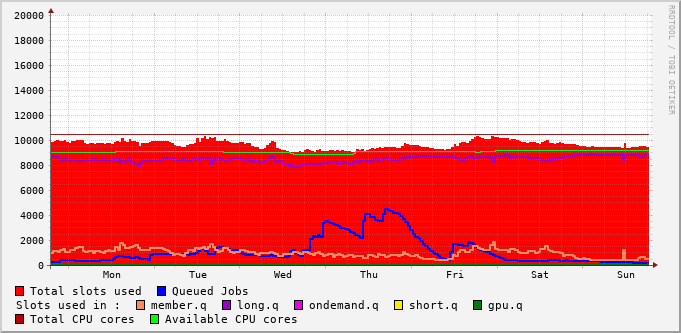 20000
18000
16000
14000
12000
10000
8000
6000
4000
2000
0
Mon Tue Wed Thu Fri Sat Sun
RRDTOOL / TOBI OETIKER
Total slots used Queued Jobs
Slots used in : member.q long.q ondemand.q short.q gpu.q
Total CPU cores Available CPU cores